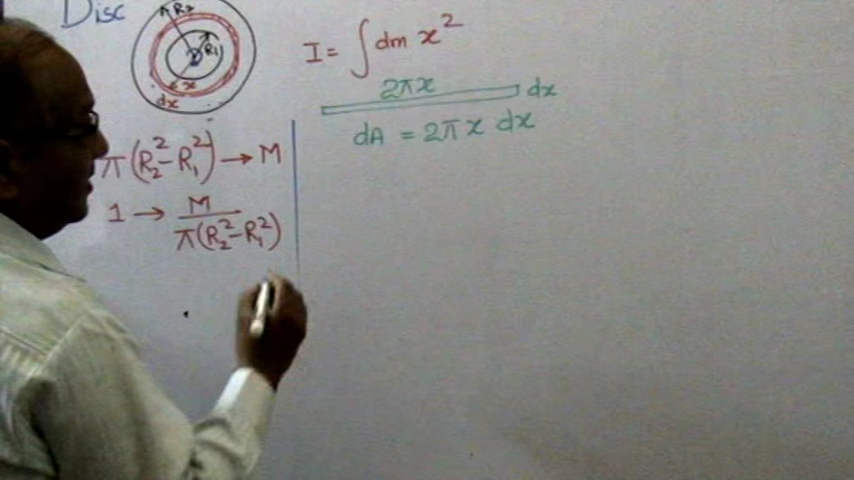 Disc
R₂
R₁
x
dx
I = ∫ dm x²
2πx
dx
dA = 2πx dx
π(R₂² - R₁²) → M
1 → M / π(R₂² - R₁²)